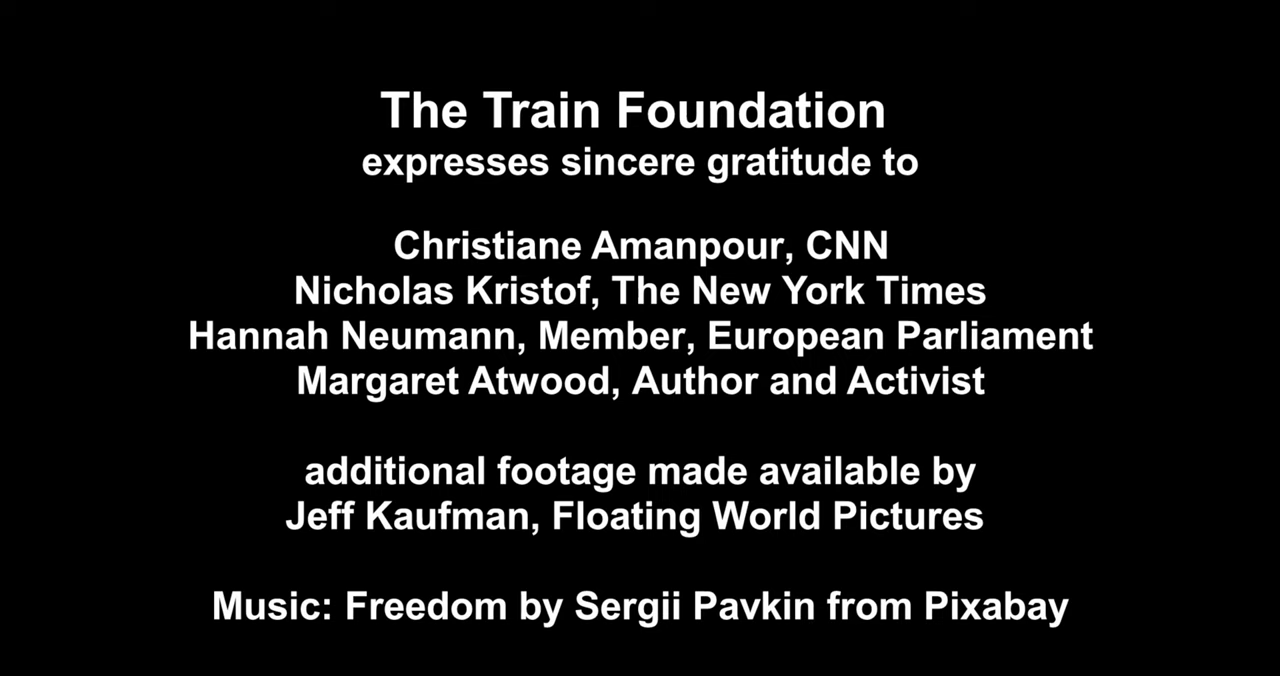 The Train Foundation
expresses sincere gratitude to
Christiane Amanpour, CNN
Nicholas Kristof, The New York Times
Hannah Neumann, Member, European Parliament
Margaret Atwood, Author and Activist
additional footage made available by
Jeff Kaufman, Floating World Pictures
Music: Freedom by Sergii Pavkin from Pixabay